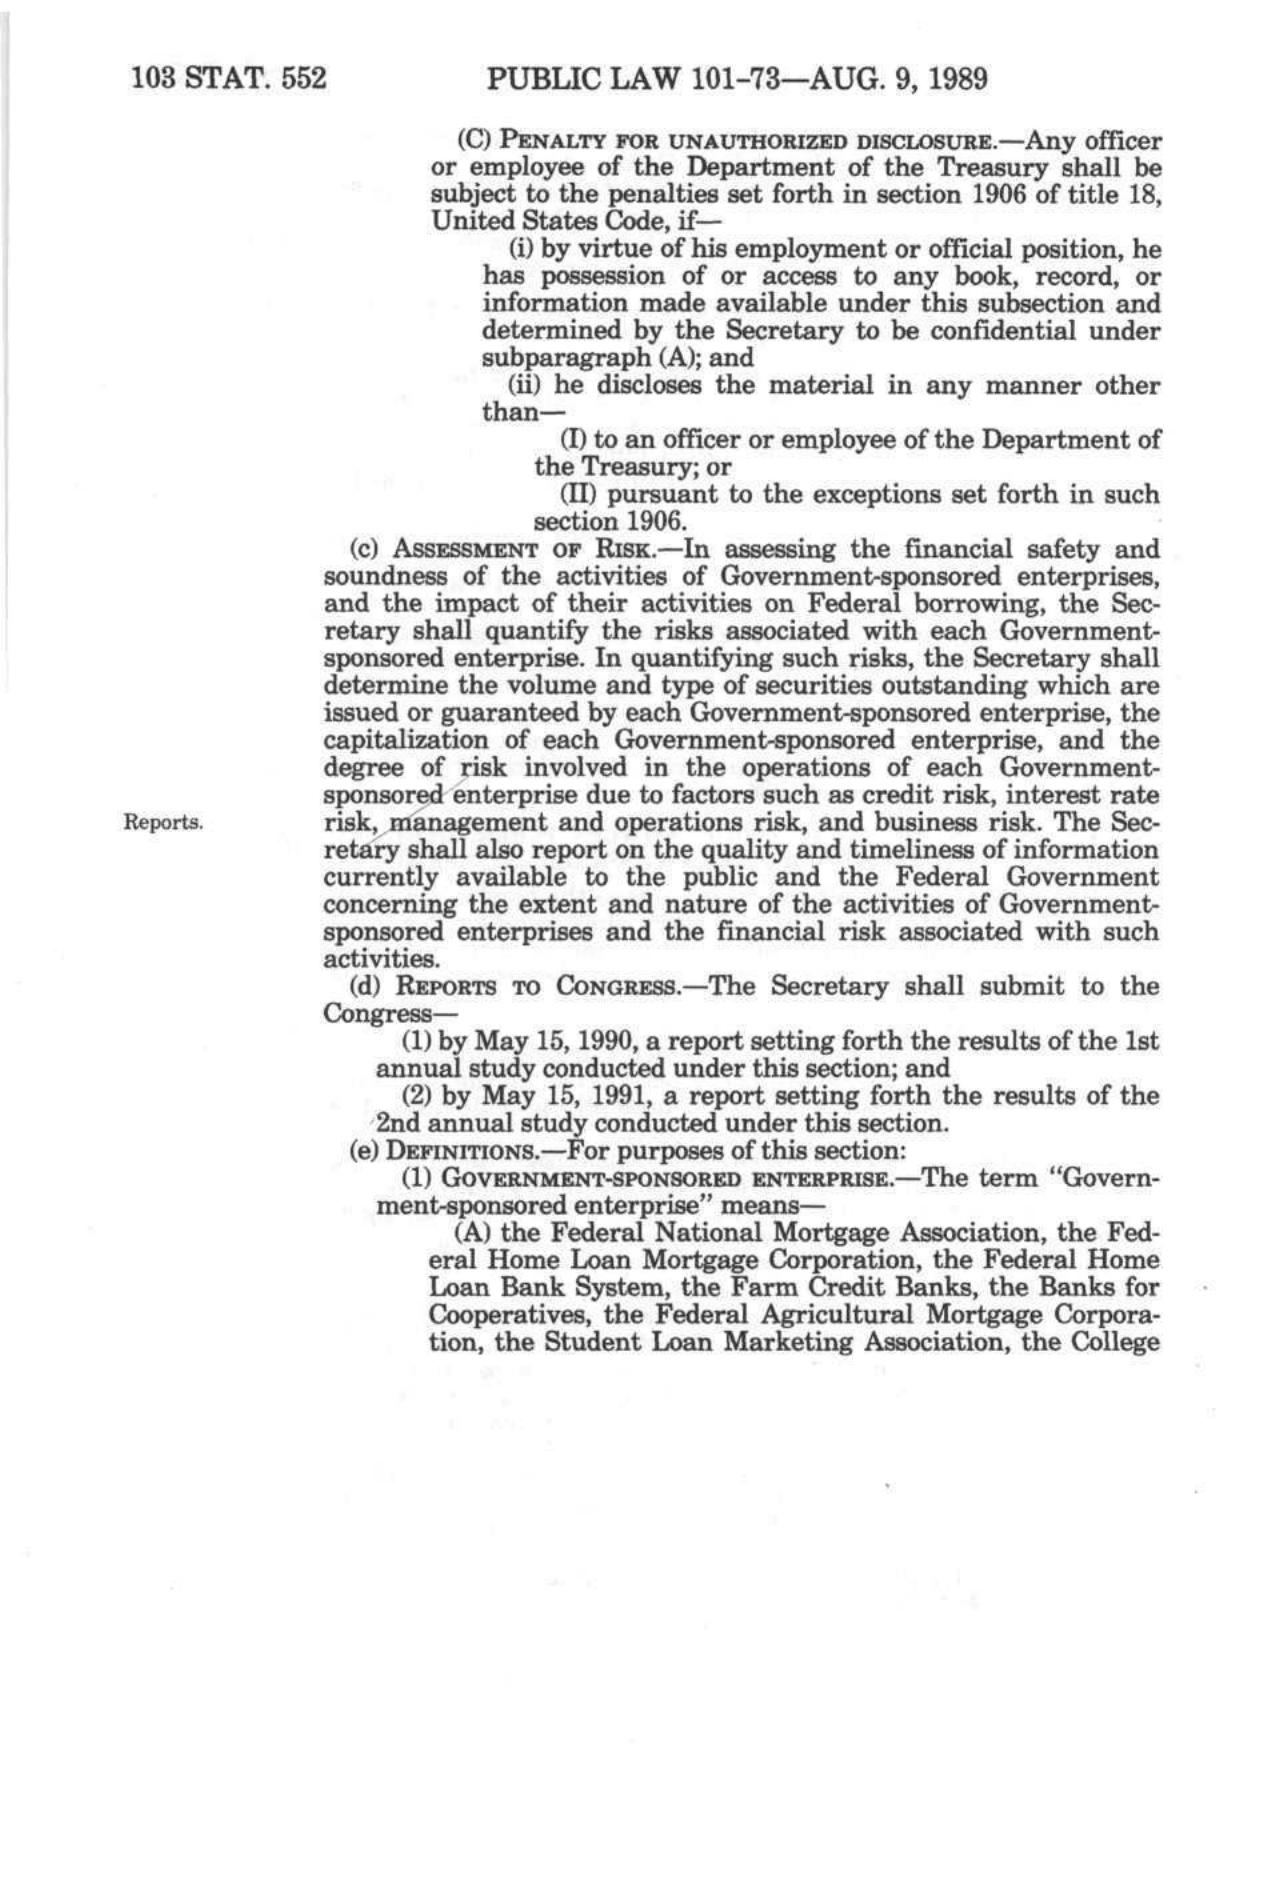 103 STAT. 552 PUBLIC LAW 101–73—AUG. 9, 1989
(C) PENALTY FOR UNAUTHORIZED DISCLOSURE.—Any officer
or employee of the Department of the Treasury shall be
subject to the penalties set forth in section 1906 of title 18,
United States Code, if—
(i) by virtue of his employment or official position, he
has possession of or access to any book, record, or
information made available under this subsection and
determined by the Secretary to be confidential under
subparagraph (A); and
(ii) he discloses the material in any manner other
than—
(I) to an officer or employee of the Department of
the Treasury; or
(II) pursuant to the exceptions set forth in such
section 1906.
(c) ASSESSMENT OF RISK.—In assessing the financial safety and
soundness of the activities of Government-sponsored enterprises,
and the impact of their activities on Federal borrowing, the Sec-
retary shall quantify the risks associated with each Government-
sponsored enterprise. In quantifying such risks, the Secretary shall
determine the volume and type of securities outstanding which are
issued or guaranteed by each Government-sponsored enterprise, the
capitalization of each Government-sponsored enterprise, and the
degree of risk involved in the operations of each Government-
sponsored enterprise due to factors such as credit risk, interest rate
Reports. risk, management and operations risk, and business risk. The Sec-
retary shall also report on the quality and timeliness of information
currently available to the public and the Federal Government
concerning the extent and nature of the activities of Government-
sponsored enterprises and the financial risk associated with such
activities.
(d) REPORTS TO CONGRESS.—The Secretary shall submit to the
Congress—
(1) by May 15, 1990, a report setting forth the results of the 1st
annual study conducted under this section; and
(2) by May 15, 1991, a report setting forth the results of the
2nd annual study conducted under this section.
(e) DEFINITIONS.—For purposes of this section:
(1) GOVERNMENT-SPONSORED ENTERPRISE.—The term “Govern-
ment-sponsored enterprise” means—
(A) the Federal National Mortgage Association, the Fed-
eral Home Loan Mortgage Corporation, the Federal Home
Loan Bank System, the Farm Credit Banks, the Banks for
Cooperatives, the Federal Agricultural Mortgage Corpora-
tion, the Student Loan Marketing Association, the College